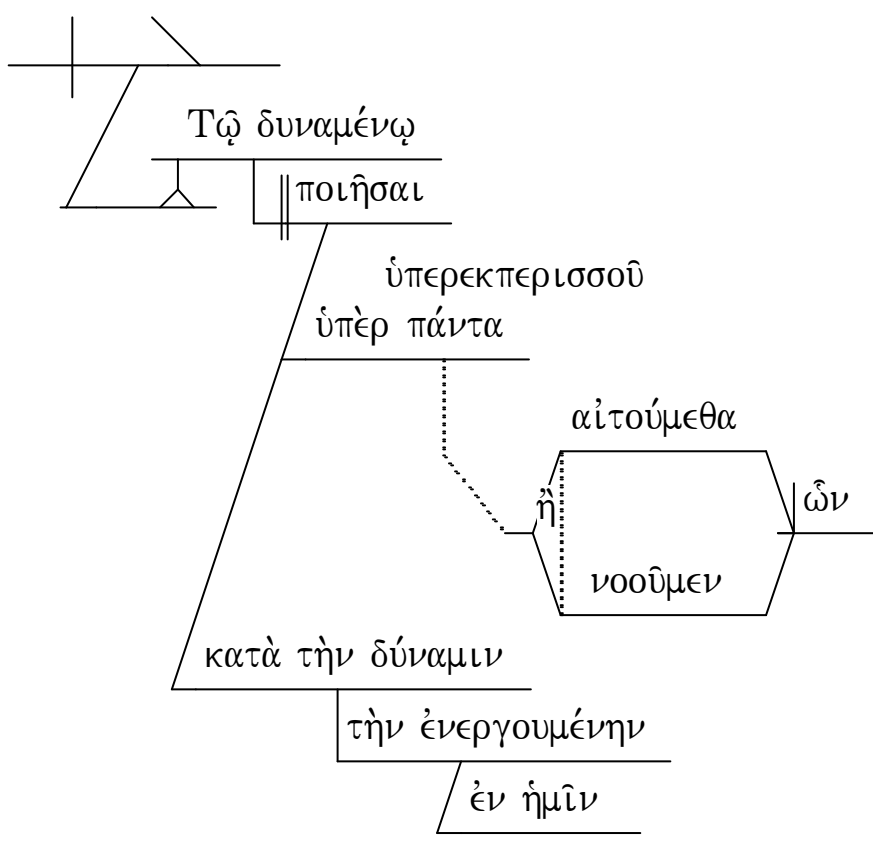 Τῷ δυναμένῳ
ποιῆσαι
ὑπερεκπερισσοῦ
ὑπὲρ πάντα
αἰτούμεθα
ἢ
ὧν
νοοῦμεν
κατὰ τὴν δύναμιν
τὴν ἐνεργουμένην
ἐν ἡμῖν